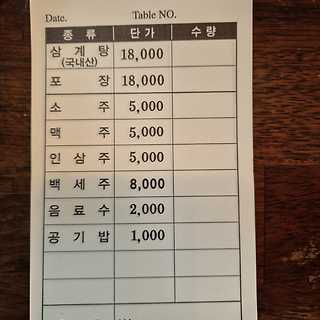 Date. Table NO.
종 류 단 가 수 량
삼 계 탕 18,000
(국내산)
포 장 18,000
소 주 5,000
맥 주 5,000
인 삼 주 5,000
백 세 주 8,000
음 료 수 2,000
공 기 밥 1,000